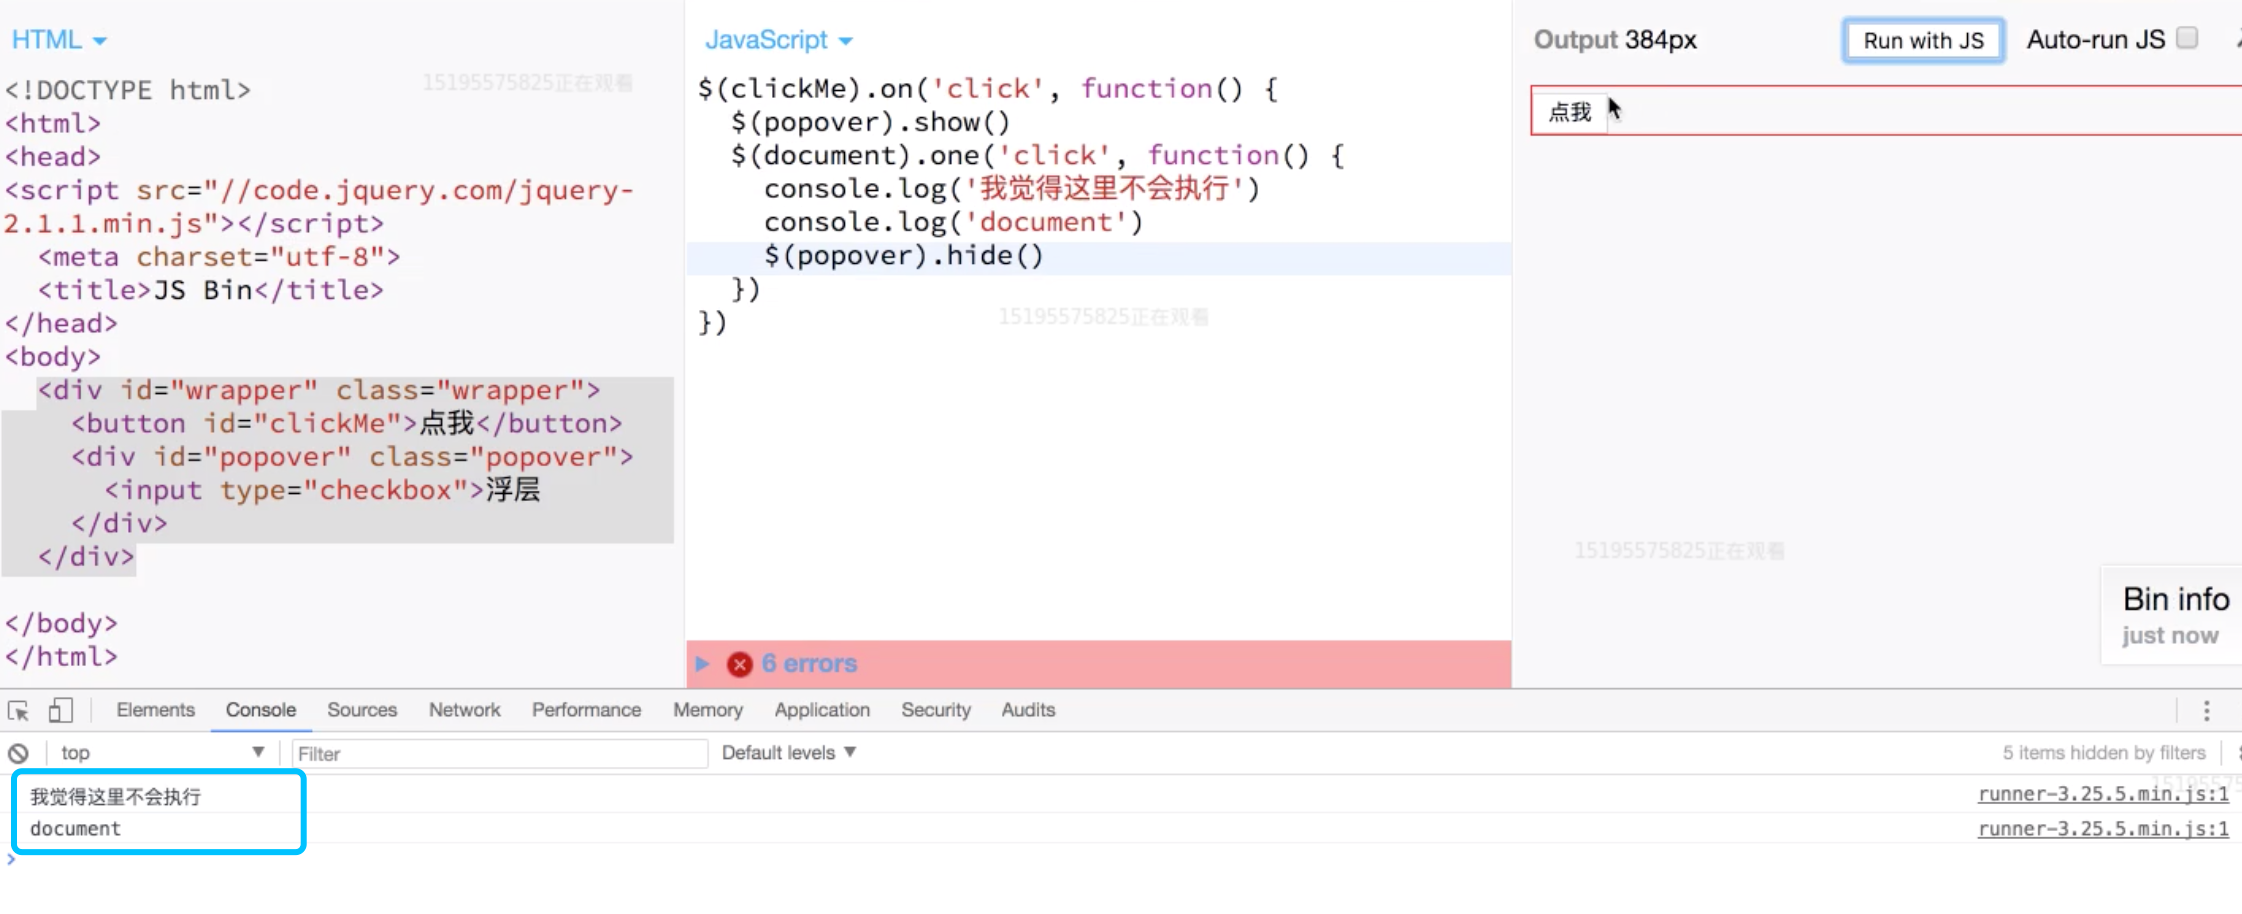 HTML
<!DOCTYPE html>
<html>
<head>
<script src="//code.jquery.com/jquery-
2.1.1.min.js"></script>
<meta charset="utf-8">
<title>JS Bin</title>
</head>
<body>
<div id="wrapper" class="wrapper">
<button id="clickMe">点我</button>
<div id="popover" class="popover">
<input type="checkbox">浮层
</div>
</div>
</body>
</html>
15195575825正在观看
JavaScript
$(clickMe).on('click', function() {
$(popover).show()
$(document).one('click', function() {
console.log('我觉得这里不会执行')
console.log('document')
$(popover).hide()
})
})
15195575825正在观看
6 errors
Output 384px
Run with JS
Auto-run JS
点我
15195575825正在观看
Bin info
just now
Elements Console Sources Network Performance Memory Application Security Audits
top
Filter
Default levels
5 items hidden by filters
我觉得这里不会执行
runner-3.25.5.min.js:1
document
runner-3.25.5.min.js:1